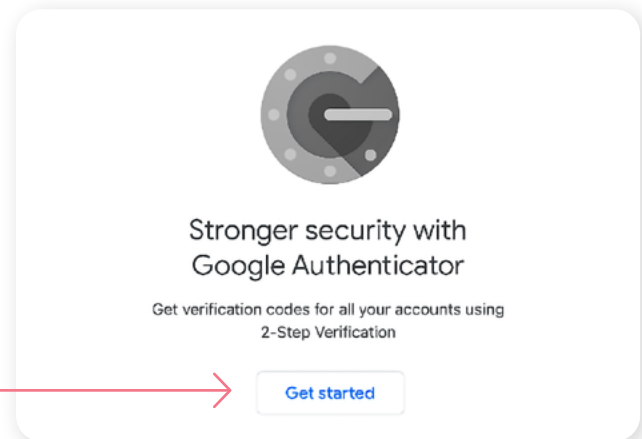 Stronger security with
Google Authenticator
Get verification codes for all your accounts using
2-Step Verification
Get started